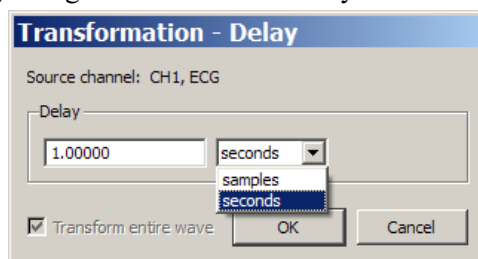 Transformation - Delay
Source channel: CH1, ECG
Delay
1.00000 seconds
samples
seconds
Transform entire wave OK Cancel